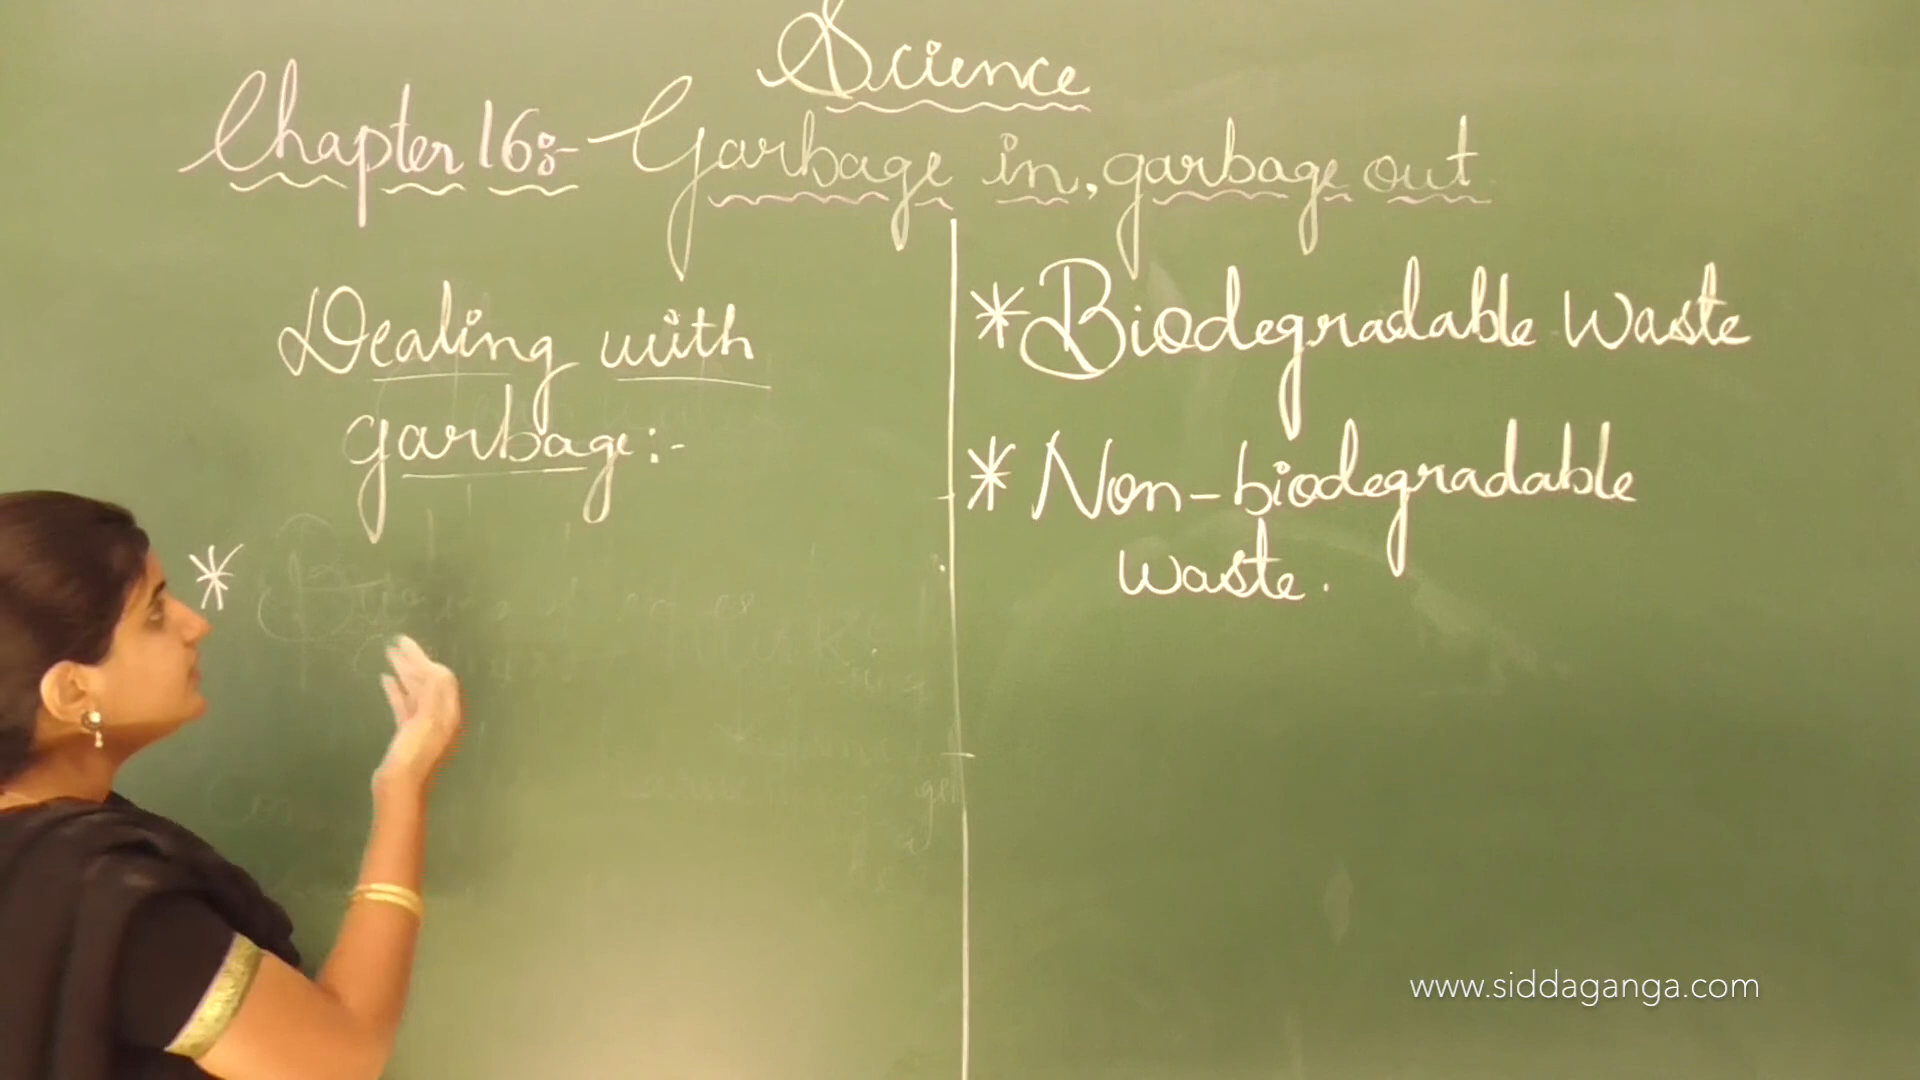 Science
Chapter 16:- Garbage in, garbage out
Dealing with
garbage:-
*
* Biodegradable Waste
* Non-biodegradable
waste.
www.siddaganga.com